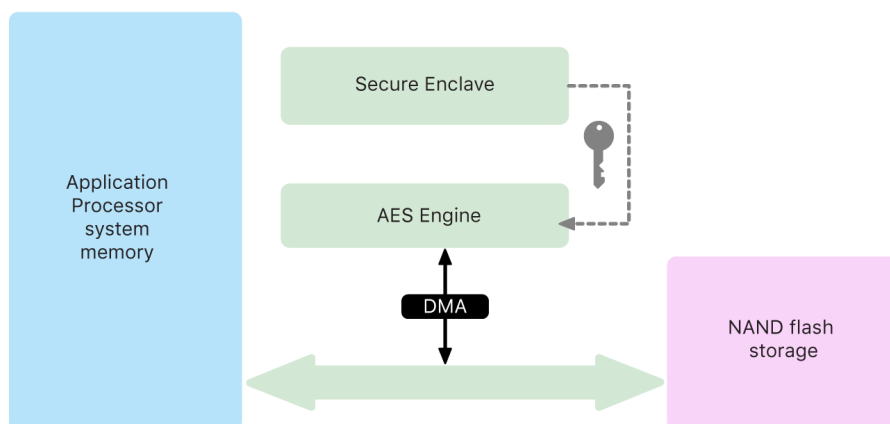 Secure Enclave
Application
Processor
system
memory
AES Engine
DMA
NAND flash
storage